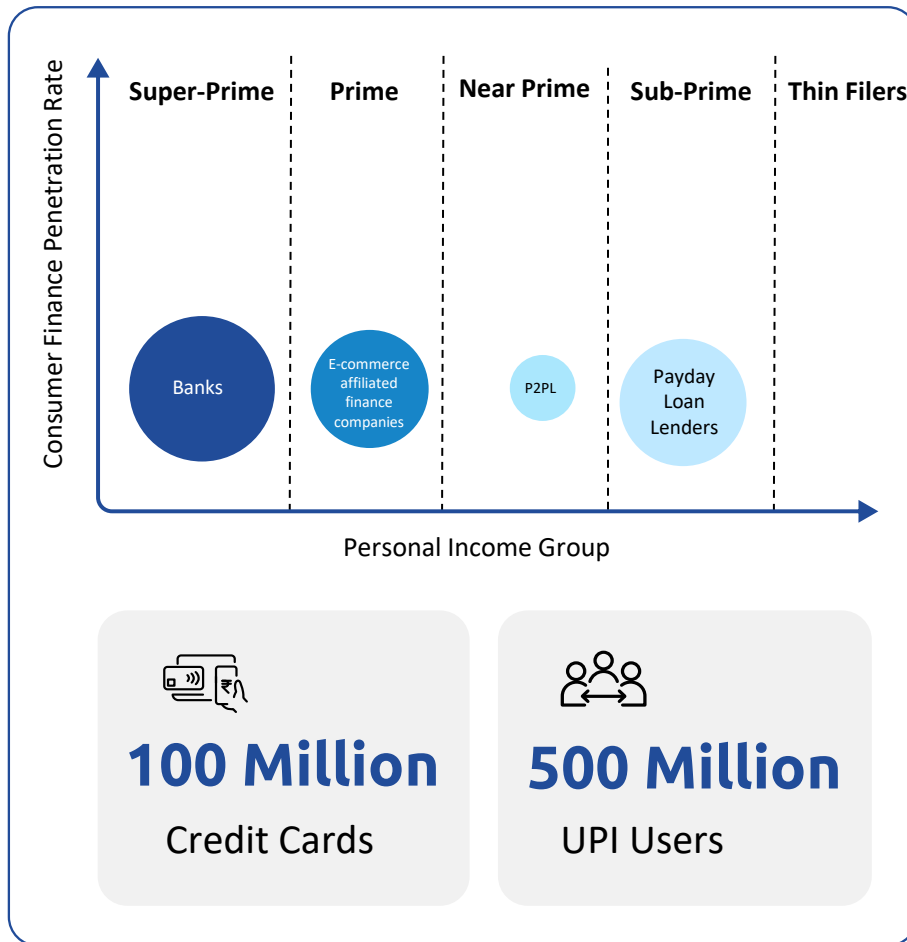 Consumer Finance Penetration Rate
Super-Prime
Prime
Near Prime
Sub-Prime
Thin Filers
Banks
E-commerce
affiliated
finance
companies
P2PL
Payday
Loan
Lenders
Personal Income Group
₹
100 Million
Credit Cards
500 Million
UPI Users